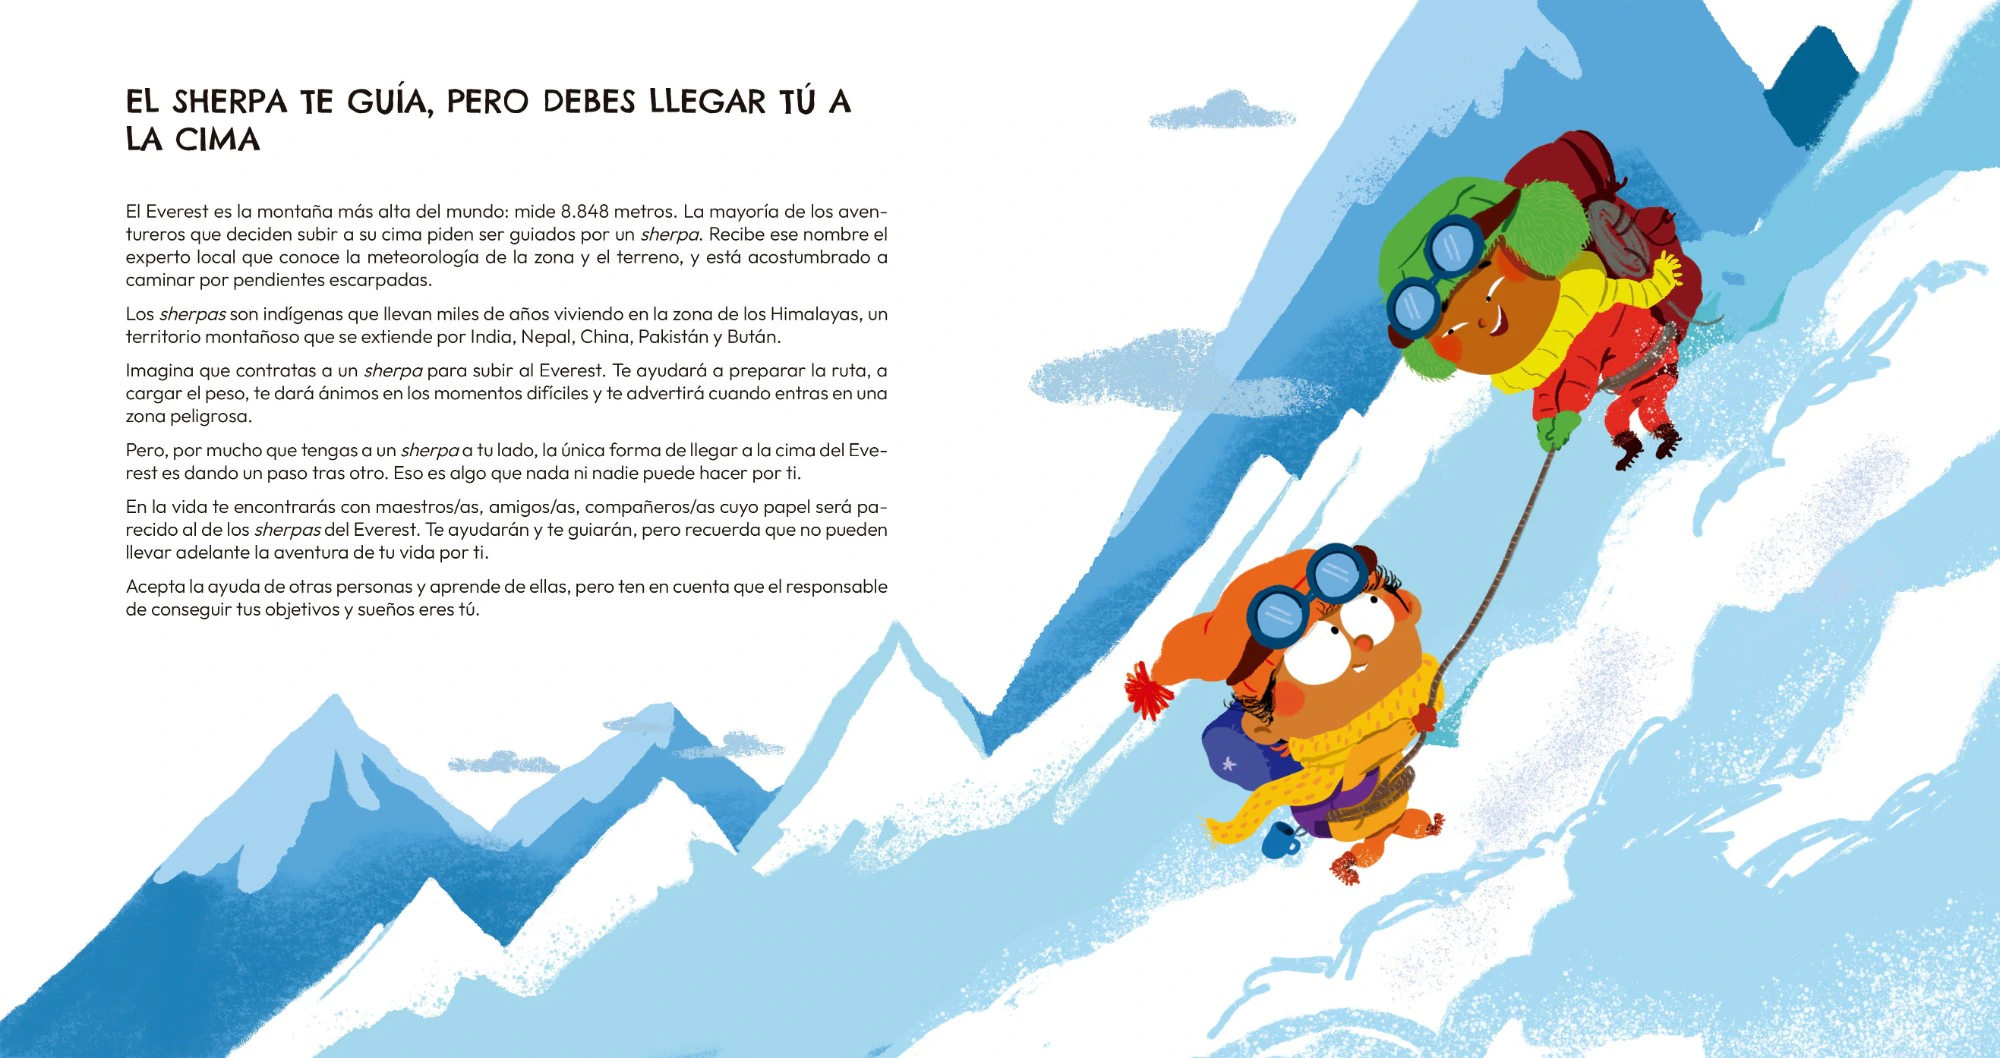 EL SHERPA TE GUÍA, PERO DEBES LLEGAR TÚ A
LA CIMA
El Everest es la montaña más alta del mundo: mide 8.848 metros. La mayoría de los aven-
tureros que deciden subir a su cima piden ser guiados por un sherpa. Recibe ese nombre el
experto local que conoce la meteorología de la zona y el terreno, y está acostumbrado a
caminar por pendientes escarpadas.
Los sherpas son indígenas que llevan miles de años viviendo en la zona de los Himalayas, un
territorio montañoso que se extiende por India, Nepal, China, Pakistán y Bután.
Imagina que contratas a un sherpa para subir al Everest. Te ayudará a preparar la ruta, a
cargar el peso, te dará ánimos en los momentos difíciles y te advertirá cuando entras en una
zona peligrosa.
Pero, por mucho que tengas a un sherpa a tu lado, la única forma de llegar a la cima del Eve-
rest es dando un paso tras otro. Eso es algo que nada ni nadie puede hacer por ti.
En la vida te encontrarás con maestros/as, amigos/as, compañeros/as cuyo papel será pa-
recido al de los sherpas del Everest. Te ayudarán y te guiarán, pero recuerda que no pueden
llevar adelante la aventura de tu vida por ti.
Acepta la ayuda de otras personas y aprende de ellas, pero ten en cuenta que el responsable
de conseguir tus objetivos y sueños eres tú.